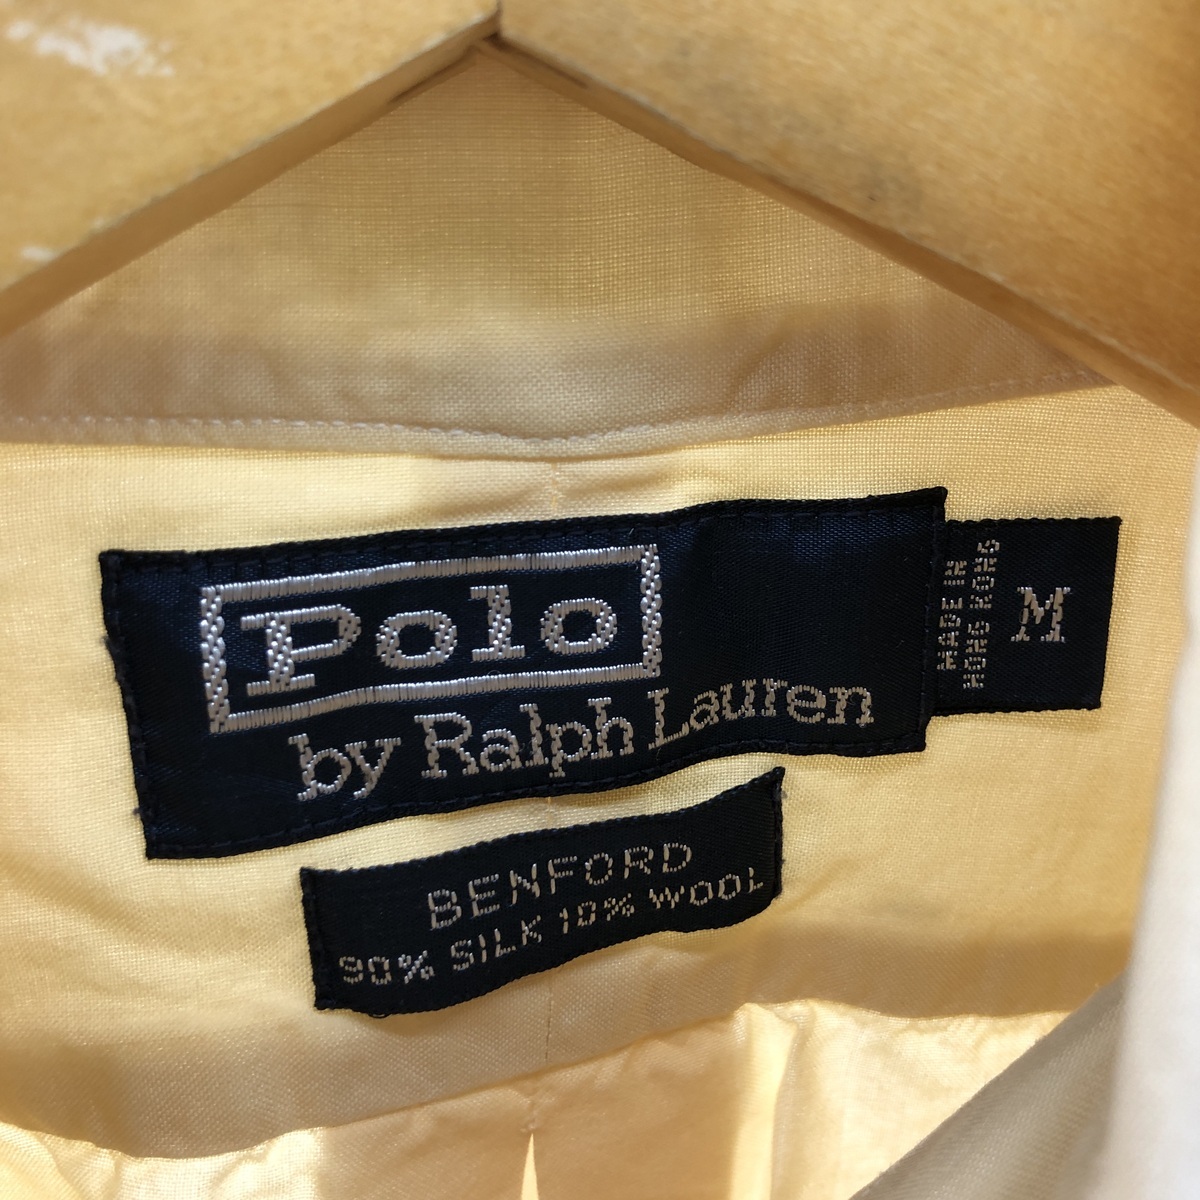 Polo
by Ralph Lauren
MADE IN
HONG KONG
M
BENFORD
90% SILK 10% WOOL